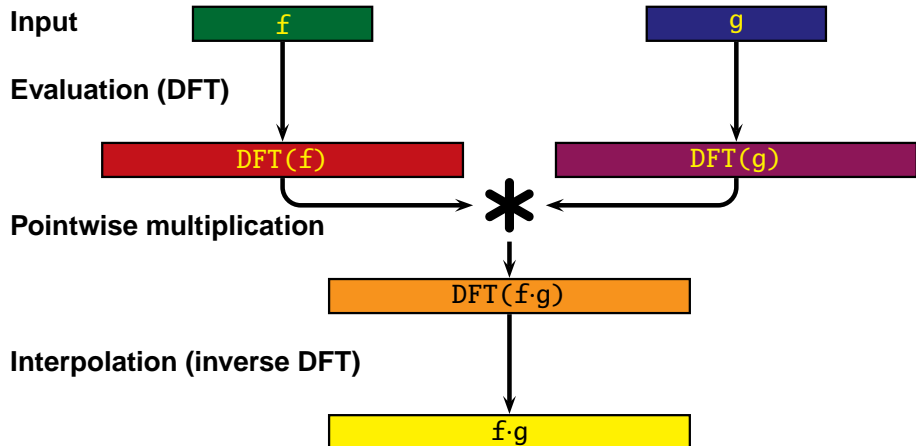 Input
f
g
Evaluation (DFT)
DFT(f)
DFT(g)
*
Pointwise multiplication
DFT(f·g)
Interpolation (inverse DFT)
f·g